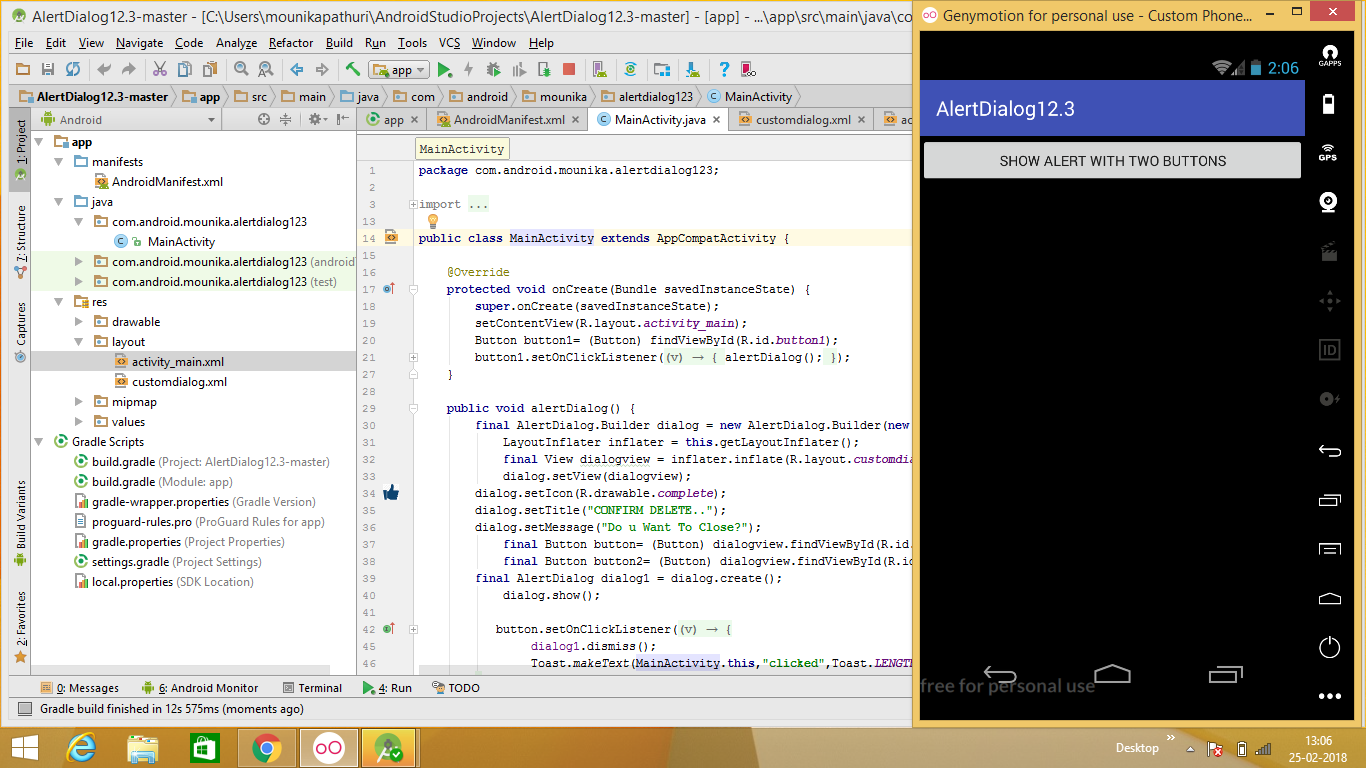 AlertDialog12.3-master - [C:\Users\mounikapathuri\AndroidStudioProjects\AlertDialog12.3-master] - [app] - ...\app\src\main\java\co
File Edit View Navigate Code Analyze Refactor Build Run Tools VCS Window Help
app
AlertDialog12.3-master app src main java com android mounika alertdialog123 MainActivity
Android
app AndroidManifest.xml MainActivity.java customdialog.xml ac
1: Project
7: Structure
Captures
Build Variants
2: Favorites
app
manifests
AndroidManifest.xml
java
com.android.mounika.alertdialog123
MainActivity
com.android.mounika.alertdialog123 (android
com.android.mounika.alertdialog123 (test)
res
drawable
layout
activity_main.xml
customdialog.xml
mipmap
values
Gradle Scripts
build.gradle (Project: AlertDialog12.3-master)
build.gradle (Module: app)
gradle-wrapper.properties (Gradle Version)
proguard-rules.pro (ProGuard Rules for app)
gradle.properties (Project Properties)
settings.gradle (Project Settings)
local.properties (SDK Location)
MainActivity
1 package com.android.mounika.alertdialog123;
2
3 import ...
13
14 public class MainActivity extends AppCompatActivity {
15
16 @Override
17 protected void onCreate(Bundle savedInstanceState) {
18 super.onCreate(savedInstanceState);
19 setContentView(R.layout.activity_main);
20 Button button1= (Button) findViewById(R.id.button1);
21 button1.setOnClickListener((v) → { alertDialog(); });
27 }
28
29 public void alertDialog() {
30 final AlertDialog.Builder dialog = new AlertDialog.Builder(new
31 LayoutInflater inflater = this.getLayoutInflater();
32 final View dialogview = inflater.inflate(R.layout.customdia
33 dialog.setView(dialogview);
34 dialog.setIcon(R.drawable.complete);
35 dialog.setTitle("CONFIRM DELETE..");
36 dialog.setMessage("Do u Want To Close?");
37 final Button button= (Button) dialogview.findViewById(R.id.
38 final Button button2= (Button) dialogview.findViewById(R.id
39 final AlertDialog dialog1 = dialog.create();
40 dialog.show();
41
42 button.setOnClickListener((v) → {
45 dialog1.dismiss();
46 Toast.makeText(MainActivity.this,"clicked",Toast.LENGTH
0: Messages 6: Android Monitor Terminal 4: Run TODO
Gradle build finished in 12s 575ms (moments ago)
Genymotion for personal use - Custom Phone...
2:06
AlertDialog12.3
SHOW ALERT WITH TWO BUTTONS
free for personal use
GAPPS
GPS
ID
Desktop
13:06
25-02-2018